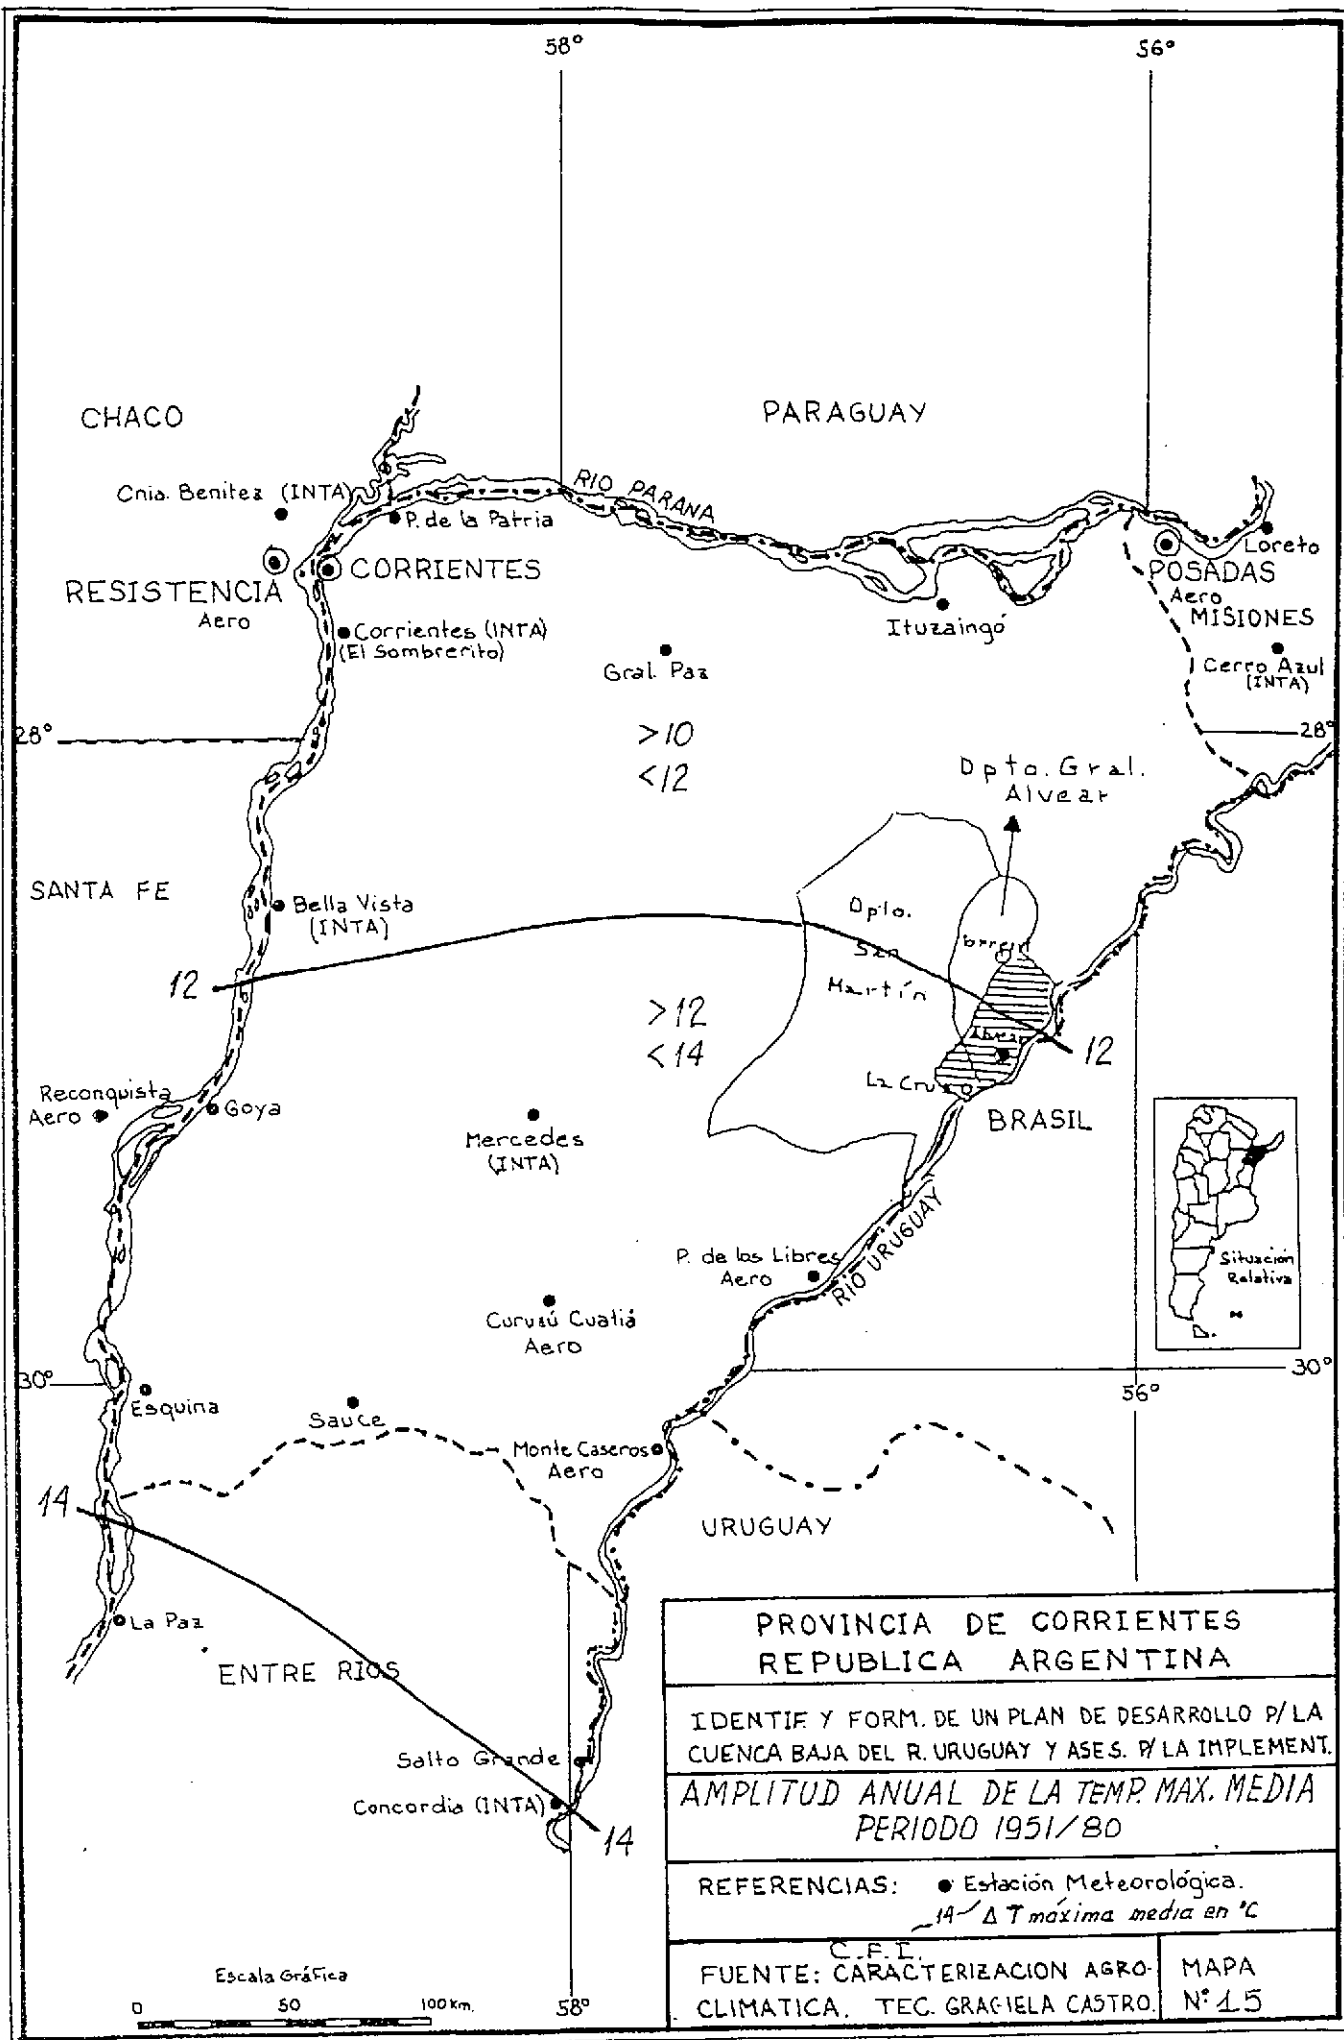 58°
56°
CHACO
PARAGUAY
Cnia. Benitez (INTA)
RIO PARANA
P. de la Patria
Loreto
RESISTENCIA
Aero
CORRIENTES
POSADAS
Aero
MISIONES
Corrientes (INTA)
(El Sombrerito)
Ituzaingó
Gral. Paz
Cerro Azul
(INTA)
28°
28°
>10
<12
Dpto. Gral.
Alvear
SANTA FE
Bella Vista
(INTA)
Dpto.
San
Martín
12
>12
<14
Alvear
12
La Cruz
Reconquista
Aero
Goya
BRASIL
Mercedes
(INTA)
P. de los Libres
Aero
RIO URUGUAY
Situación
Relativa
Curuzú Cuatiá
Aero
30°
30°
56°
Esquina
Sauce
Monte Caseros
Aero
14
URUGUAY
La Paz
ENTRE RIOS
Salto Grande
Concordia (INTA)
14
PROVINCIA DE CORRIENTES
REPUBLICA ARGENTINA
IDENTIF. Y FORM. DE UN PLAN DE DESARROLLO P/LA
CUENCA BAJA DEL R. URUGUAY Y ASES. P/LA IMPLEMENT.
AMPLITUD ANUAL DE LA TEMP. MAX. MEDIA
PERIODO 1951/80
REFERENCIAS: Estación Meteorológica.
14 Δ T máxima media en °C
C.F.I.
FUENTE: CARACTERIZACION AGRO-
CLIMATICA. TEC. GRACIELA CASTRO.
MAPA
N° 15
Escala Gráfica
0 50 100 km.
58°